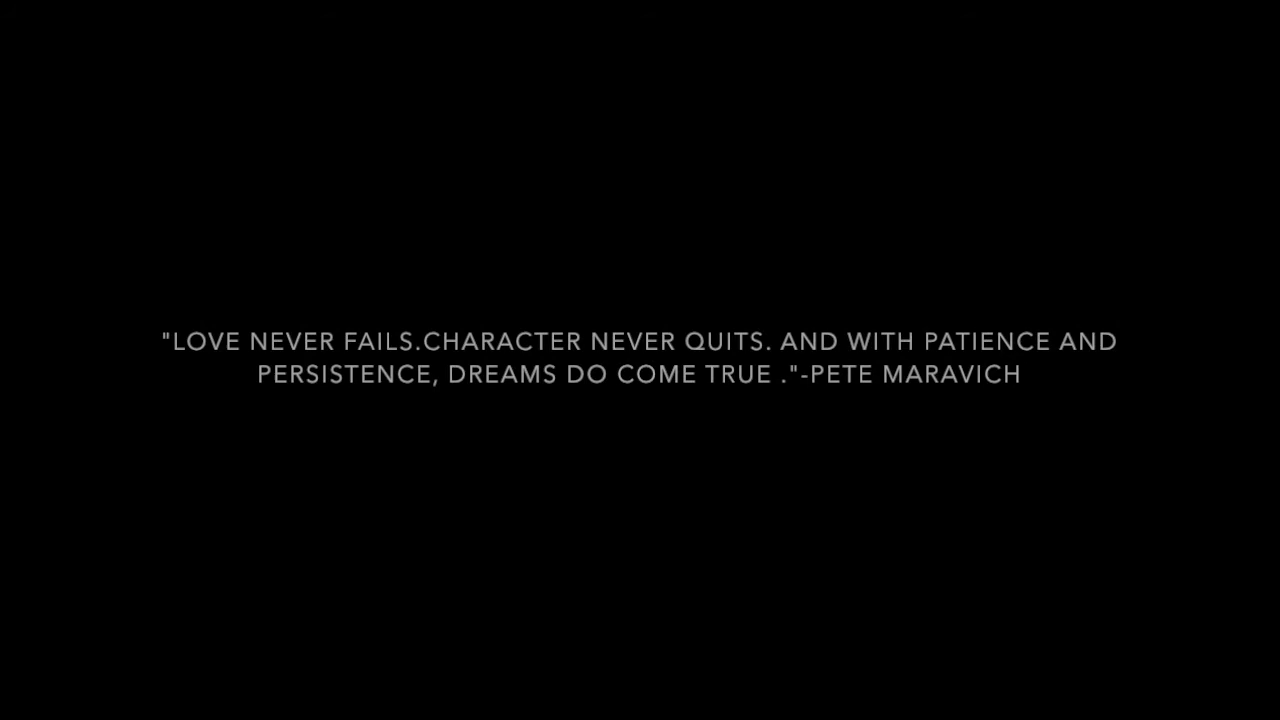 "LOVE NEVER FAILS.CHARACTER NEVER QUITS. AND WITH PATIENCE AND
PERSISTENCE, DREAMS DO COME TRUE ."-PETE MARAVICH